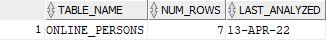 TABLE_NAME NUM_ROWS LAST_ANALYZED
1 ONLINE_PERSONS 7 13-APR-22